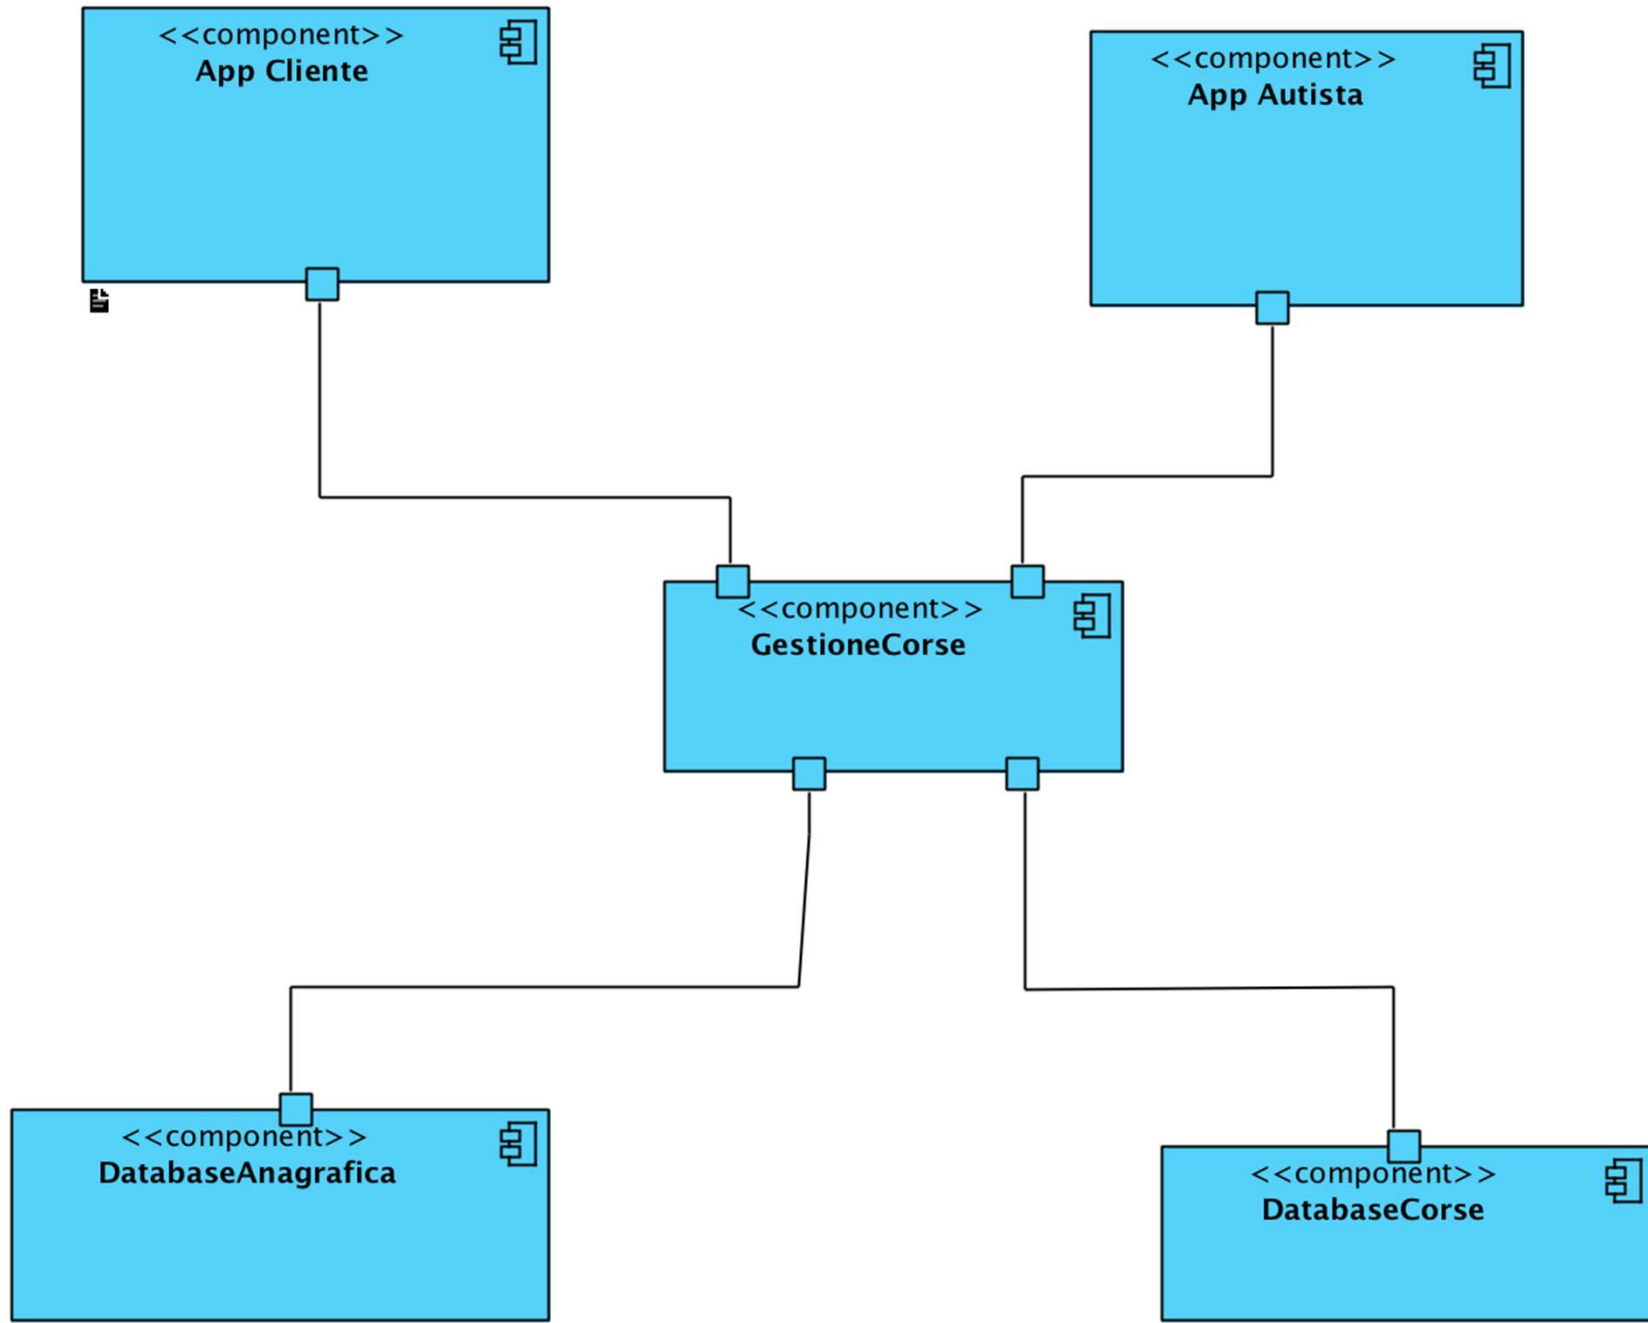 <<component>>
App Cliente
<<component>>
App Autista
<<component>>
GestioneCorse
<<component>>
DatabaseAnagrafica
<<component>>
DatabaseCorse